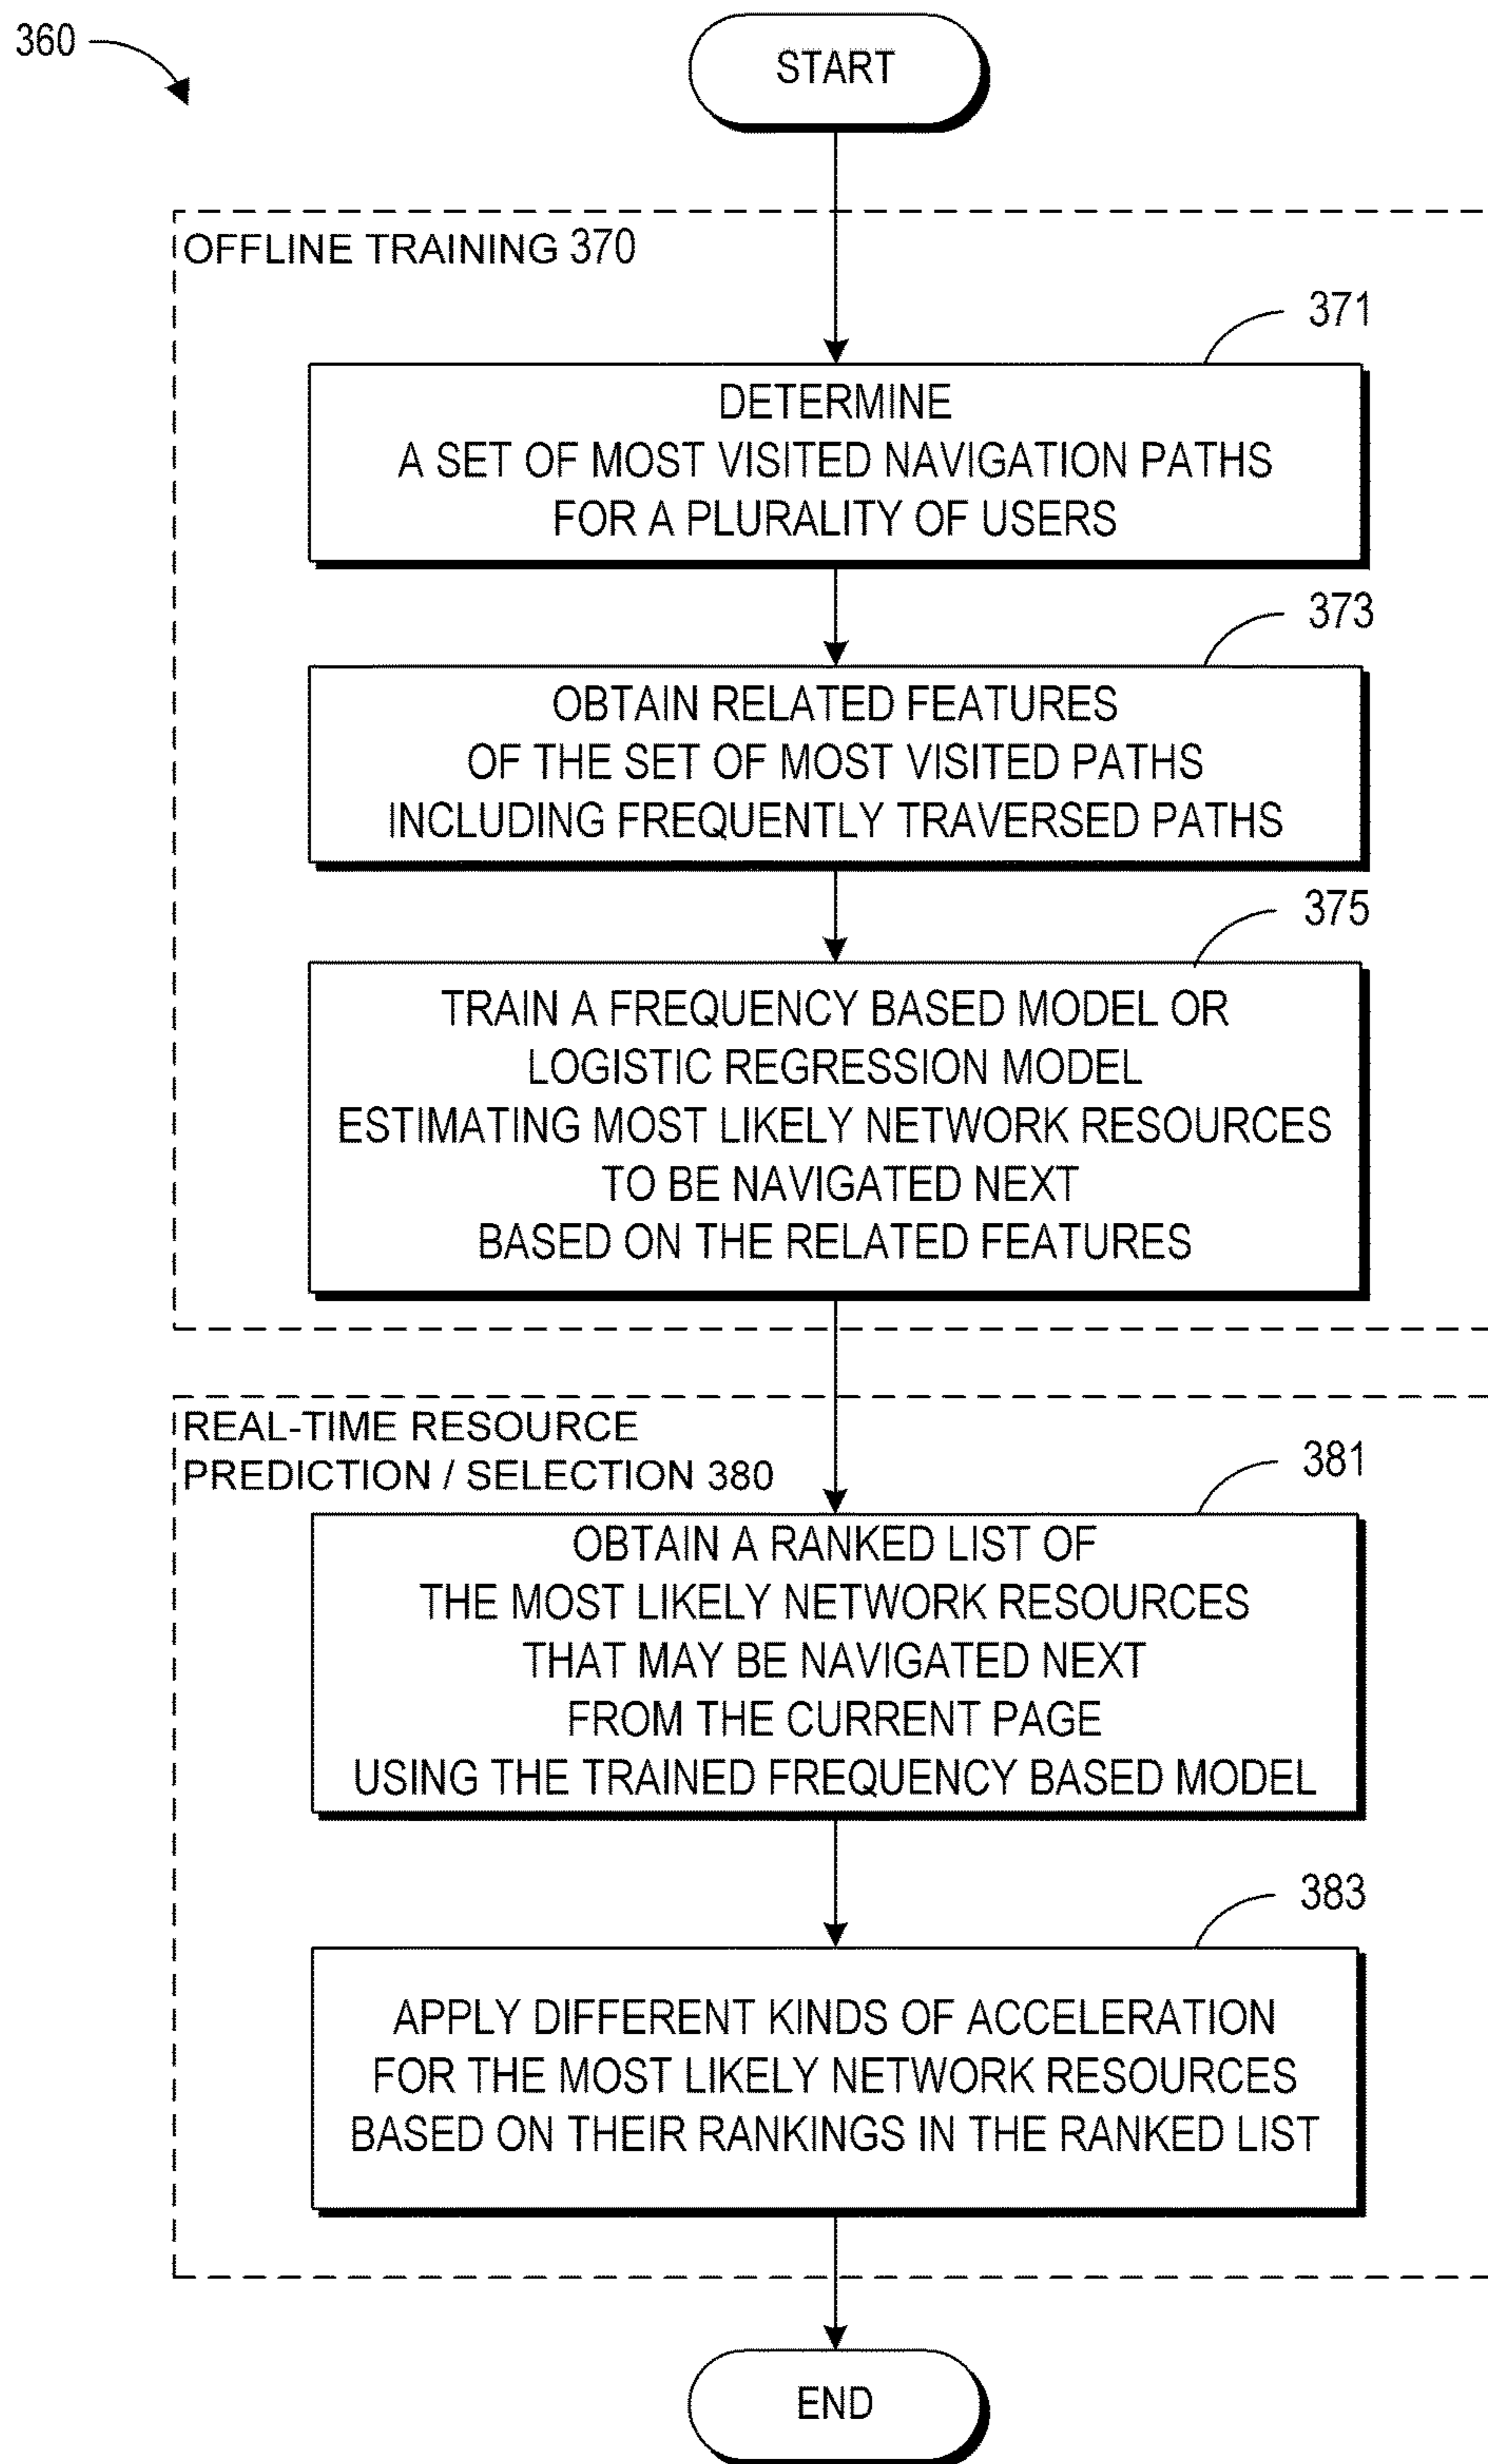 360
START
OFFLINE TRAINING 370
371
DETERMINE
A SET OF MOST VISITED NAVIGATION PATHS
FOR A PLURALITY OF USERS
373
OBTAIN RELATED FEATURES
OF THE SET OF MOST VISITED PATHS
INCLUDING FREQUENTLY TRAVERSED PATHS
375
TRAIN A FREQUENCY BASED MODEL OR
LOGISTIC REGRESSION MODEL
ESTIMATING MOST LIKELY NETWORK RESOURCES
TO BE NAVIGATED NEXT
BASED ON THE RELATED FEATURES
REAL-TIME RESOURCE
PREDICTION / SELECTION 380
381
OBTAIN A RANKED LIST OF
THE MOST LIKELY NETWORK RESOURCES
THAT MAY BE NAVIGATED NEXT
FROM THE CURRENT PAGE
USING THE TRAINED FREQUENCY BASED MODEL
383
APPLY DIFFERENT KINDS OF ACCELERATION
FOR THE MOST LIKELY NETWORK RESOURCES
BASED ON THEIR RANKINGS IN THE RANKED LIST
END